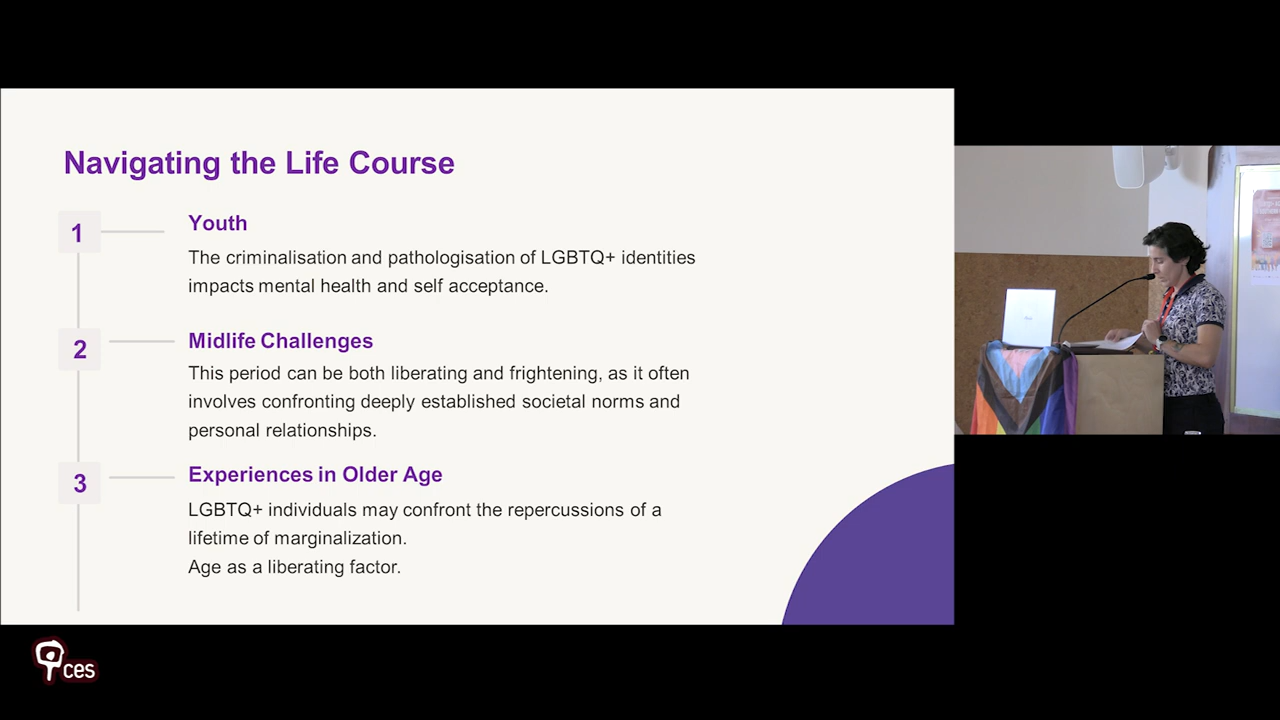 Navigating the Life Course
1
Youth
The criminalisation and pathologisation of LGBTQ+ identities
impacts mental health and self acceptance.
2
Midlife Challenges
This period can be both liberating and frightening, as it often
involves confronting deeply established societal norms and
personal relationships.
3
Experiences in Older Age
LGBTQ+ individuals may confront the repercussions of a
lifetime of marginalization.
Age as a liberating factor.
ces